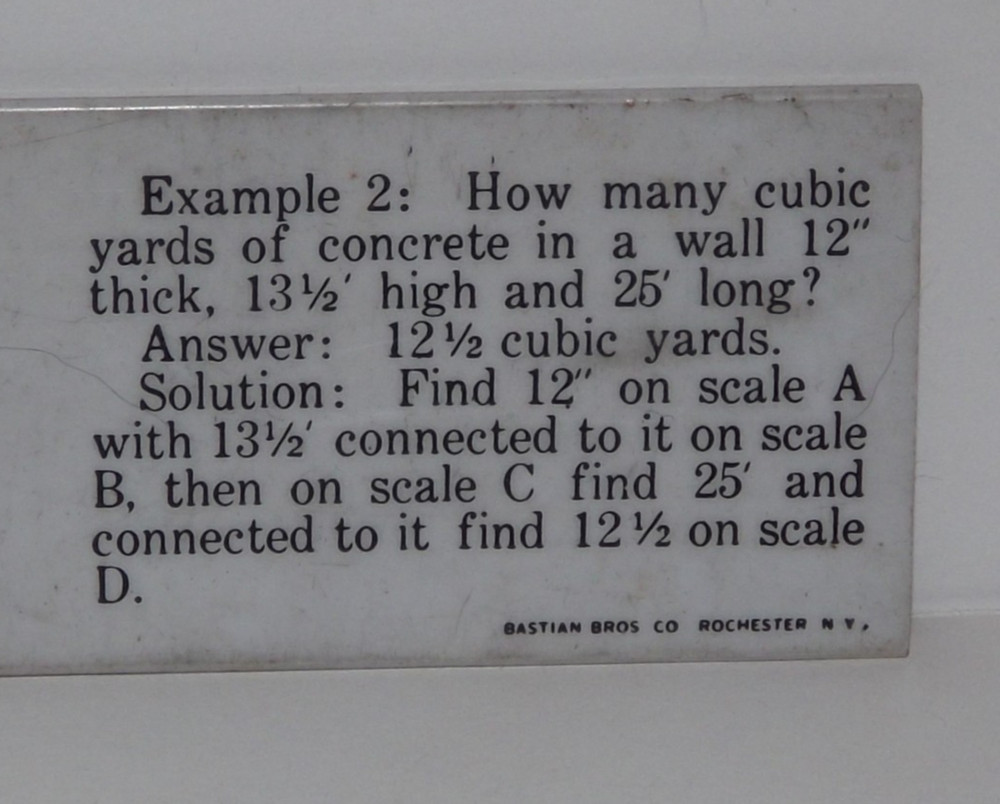 Example 2: How many cubic
yards of concrete in a wall 12″
thick, 13½′ high and 25′ long?
Answer: 12½ cubic yards.
Solution: Find 12″ on scale A
with 13½′ connected to it on scale
B, then on scale C find 25′ and
connected to it find 12½ on scale
D.
BASTIAN BROS CO ROCHESTER N Y.